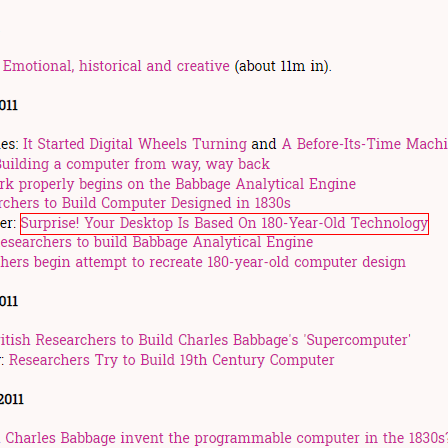 Emotional, historical and creative (about 11m in).
011
es: It Started Digital Wheels Turning and A Before-Its-Time Machi
Building a computer from way, way back
rk properly begins on the Babbage Analytical Engine
rchers to Build Computer Designed in 1830s
er: Surprise! Your Desktop Is Based On 180-Year-Old Technology
esearchers to build Babbage Analytical Engine
hers begin attempt to recreate 180-year-old computer design
011
itish Researchers to Build Charles Babbage's 'Supercomputer'
: Researchers Try to Build 19th Century Computer
2011
Charles Babbage invent the programmable computer in the 1830s?